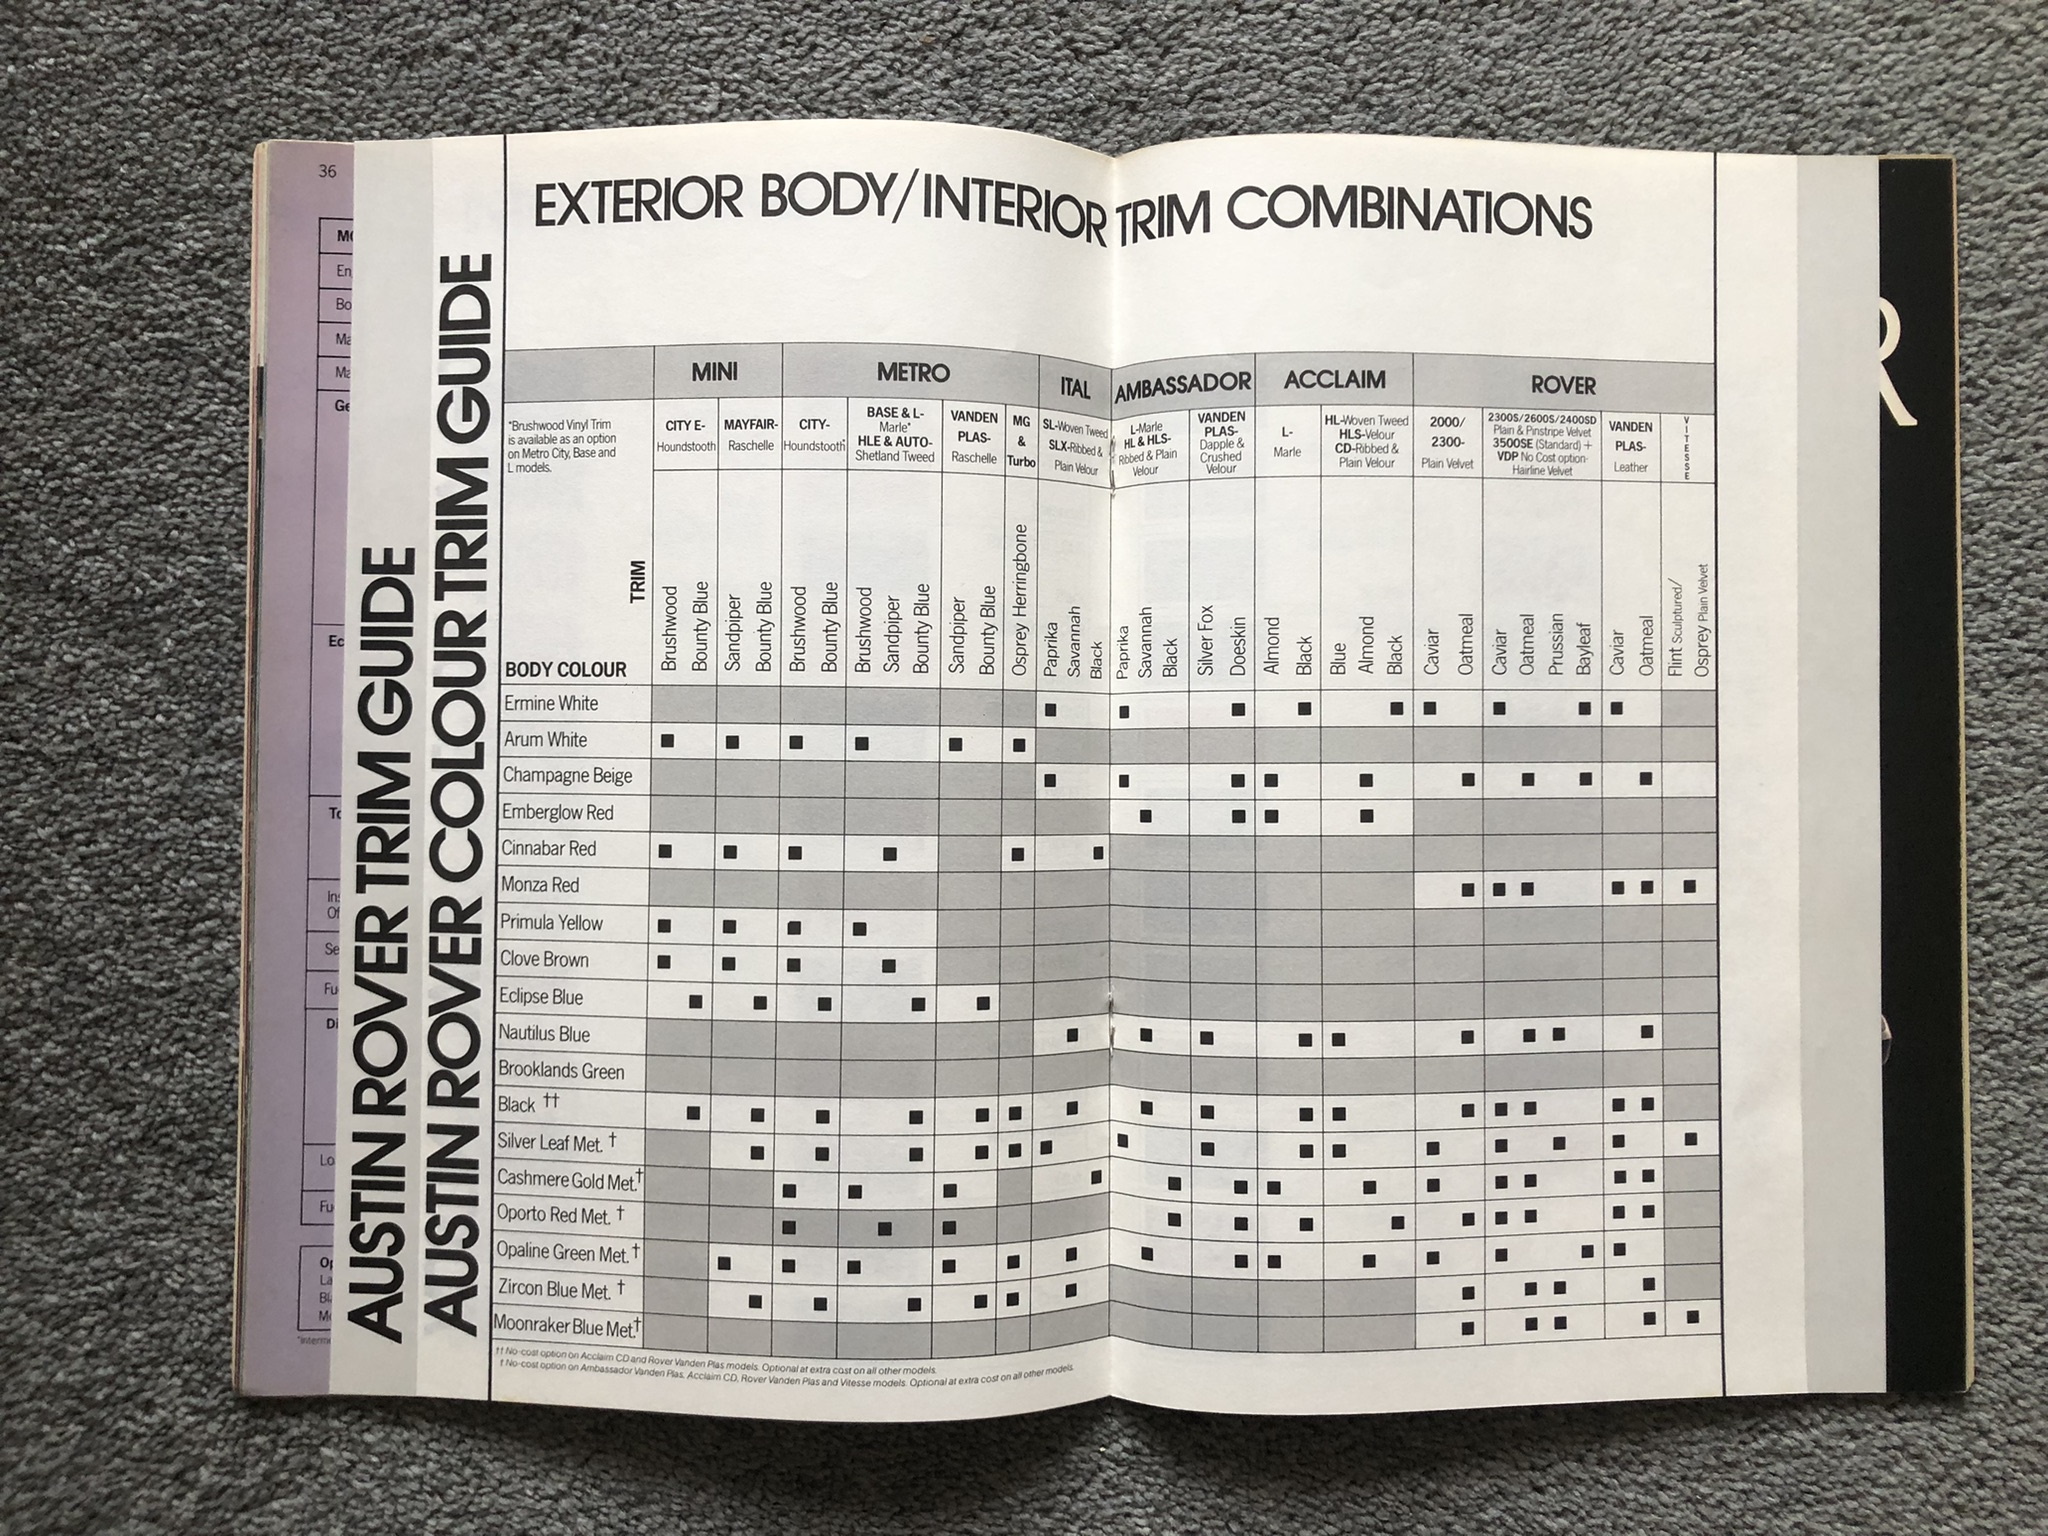 36
AUSTIN ROVER TRIM GUIDE
AUSTIN ROVER COLOUR TRIM GUIDE
EXTERIOR BODY/INTERIOR TRIM COMBINATIONS
MINI METRO ITAL AMBASSADOR ACCLAIM ROVER
*Brushwood Vinyl Trim
is available as an option
on Metro City, Base and
L models.
CITY E-
Houndstooth
MAYFAIR-
Raschelle
CITY-
Houndstooth*
BASE & L-
Marle*
HLE & AUTO-
Shetland Tweed
VANDEN
PLAS-
Raschelle
MG
&
Turbo
SL-Woven Tweed
SLX-Ribbed &
Plain Velour
L-Marle
HL & HLS-
Ribbed & Plain
Velour
VANDEN
PLAS-
Dapple &
Crushed
Velour
L-
Marle
HL-Woven Tweed
HLS-Velour
CD-Ribbed &
Plain Velour
2000/
2300-
Plain Velvet
2300S/2600S/2400SD
Plain & Pinstripe Velvet
3500SE (Standard) +
VDP No Cost option-
Hairline Velvet
VANDEN
PLAS-
Leather
VITESSE
TRIM
Brushwood
Bounty Blue
Sandpiper
Bounty Blue
Brushwood
Bounty Blue
Brushwood
Sandpiper
Bounty Blue
Sandpiper
Bounty Blue
Osprey Herringbone
Paprika
Savannah
Black
Paprika
Savannah
Black
Silver Fox
Doeskin
Almond
Black
Blue
Almond
Black
Caviar
Oatmeal
Caviar
Oatmeal
Prussian
Bayleaf
Caviar
Oatmeal
Flint Sculptured/
Osprey Plain Velvet
BODY COLOUR
Ermine White
Arum White
Champagne Beige
Emberglow Red
Cinnabar Red
Monza Red
Primula Yellow
Clove Brown
Eclipse Blue
Nautilus Blue
Brooklands Green
Black ††
Silver Leaf Met. †
Cashmere Gold Met.†
Oporto Red Met. †
Opaline Green Met. †
Zircon Blue Met. †
Moonraker Blue Met.†
†† No-cost option on Acclaim CD and Rover Vanden Plas models. Optional at extra cost on all other models.
† No-cost option on Ambassador Vanden Plas, Acclaim CD, Rover Vanden Plas and Vitesse models. Optional at extra cost on all other models.
R